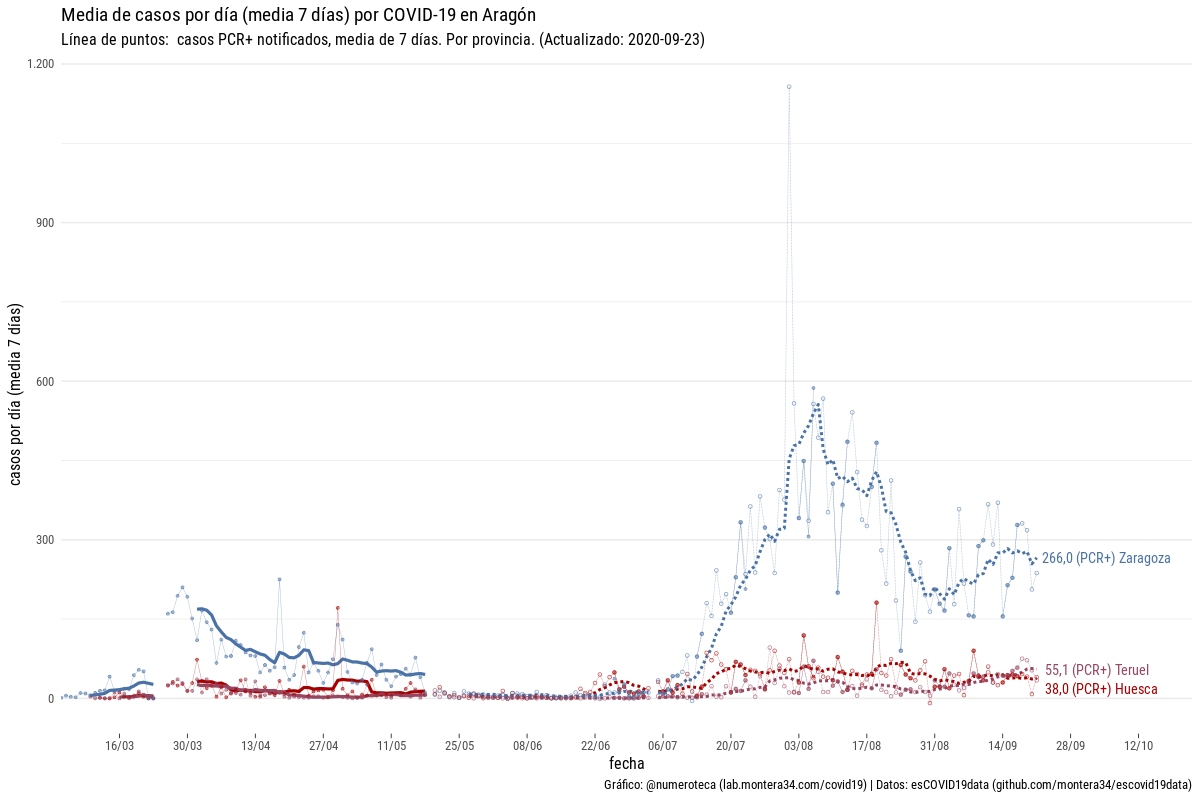 Media de casos por día (media 7 días) por COVID-19 en Aragón
Línea de puntos:  casos PCR+ notificados, media de 7 días. Por provincia. (Actualizado: 2020-09-23)
casos por día (media 7 días)
1.200
900
600
300
0
266,0 (PCR+) Zaragoza
55,1 (PCR+) Teruel
38,0 (PCR+) Huesca
16/03 30/03 13/04 27/04 11/05 25/05 08/06 22/06 06/07 20/07 03/08 17/08 31/08 14/09 28/09 12/10
fecha
Gráfico: @numeroteca (lab.montera34.com/covid19) | Datos: esCOVID19data (github.com/montera34/escovid19data)